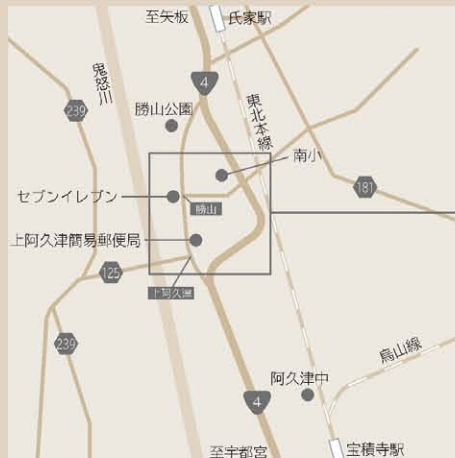 至矢板
氏家駅
4
鬼怒川
239
勝山公園
東北本線
南小
181
セブンイレブン
勝山
上阿久津簡易郵便局
125
上阿久津
239
烏山線
阿久津中
4
至宇都宮
宝積寺駅